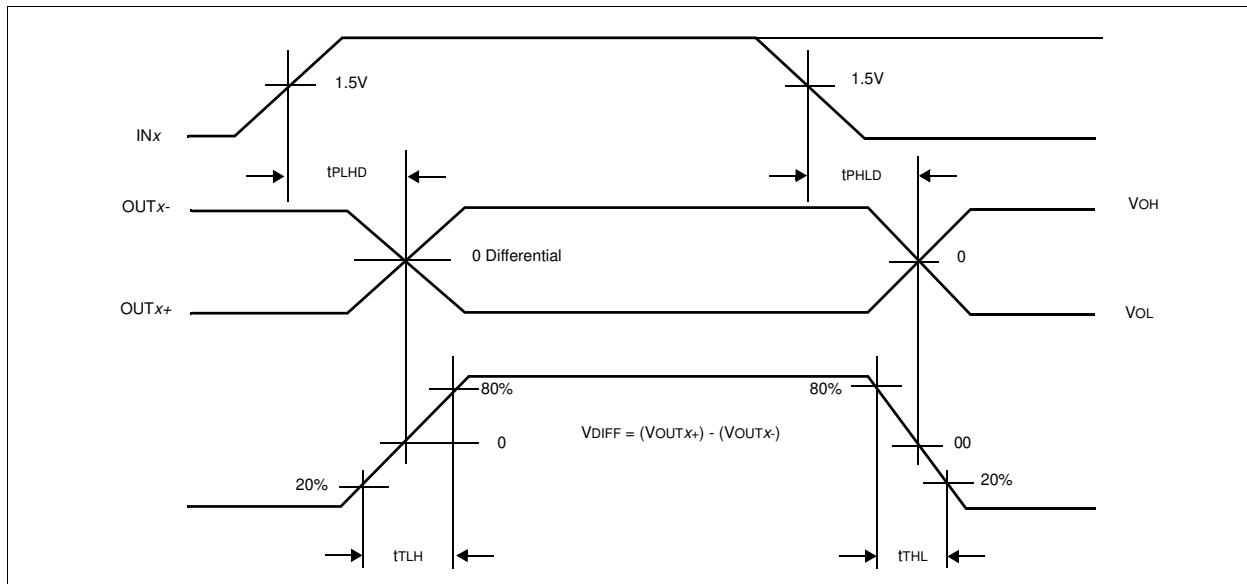 1.5V
1.5V
INx
tPLHD
tPHLD
OUTx-
VOH
0 Differential
0
OUTx+
VOL
80%
80%
VDIFF = (VOUTx+) - (VOUTx-)
0
00
20%
20%
tTLH
tTHL